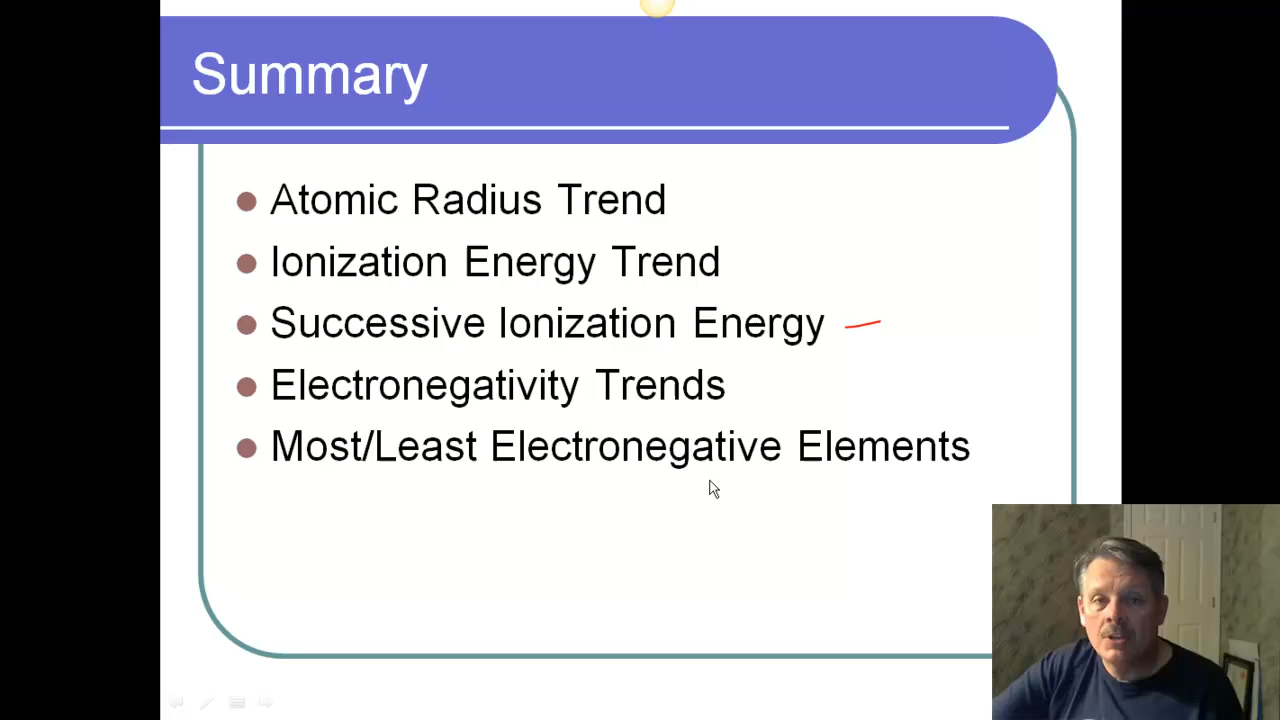 Summary
Atomic Radius Trend
Ionization Energy Trend
Successive Ionization Energy
Electronegativity Trends
Most/Least Electronegative Elements